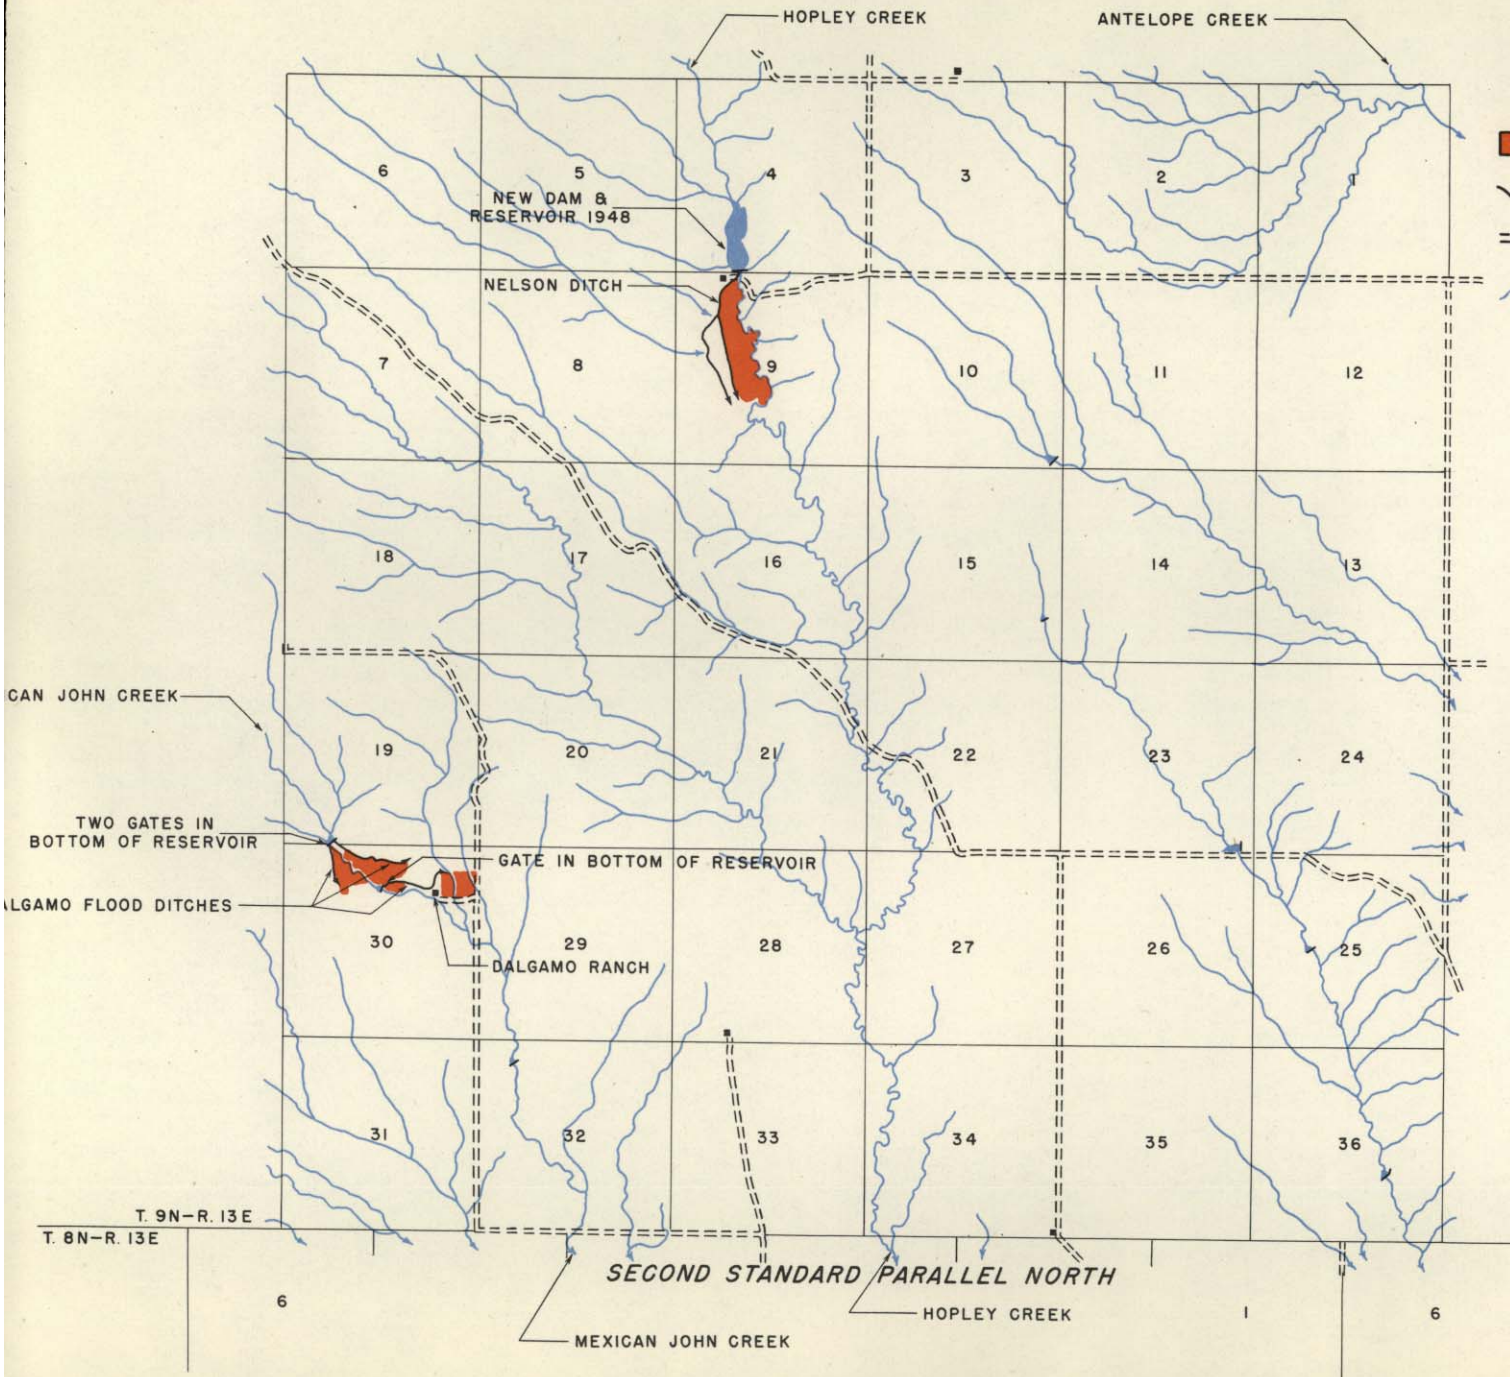 HOPLEY CREEK
ANTELOPE CREEK
6
5
4
3
2
1
NEW DAM &
RESERVOIR 1948
NELSON DITCH
7
8
9
10
11
12
18
17
16
15
14
13
CAN JOHN CREEK
19
20
21
22
23
24
TWO GATES IN
BOTTOM OF RESERVOIR
GATE IN BOTTOM OF RESERVOIR
LGAMO FLOOD DITCHES
30
29
28
27
26
25
DALGAMO RANCH
31
32
33
34
35
36
T. 9N-R. 13E
T. 8N-R. 13E
SECOND STANDARD PARALLEL NORTH
6
HOPLEY CREEK
1
6
MEXICAN JOHN CREEK